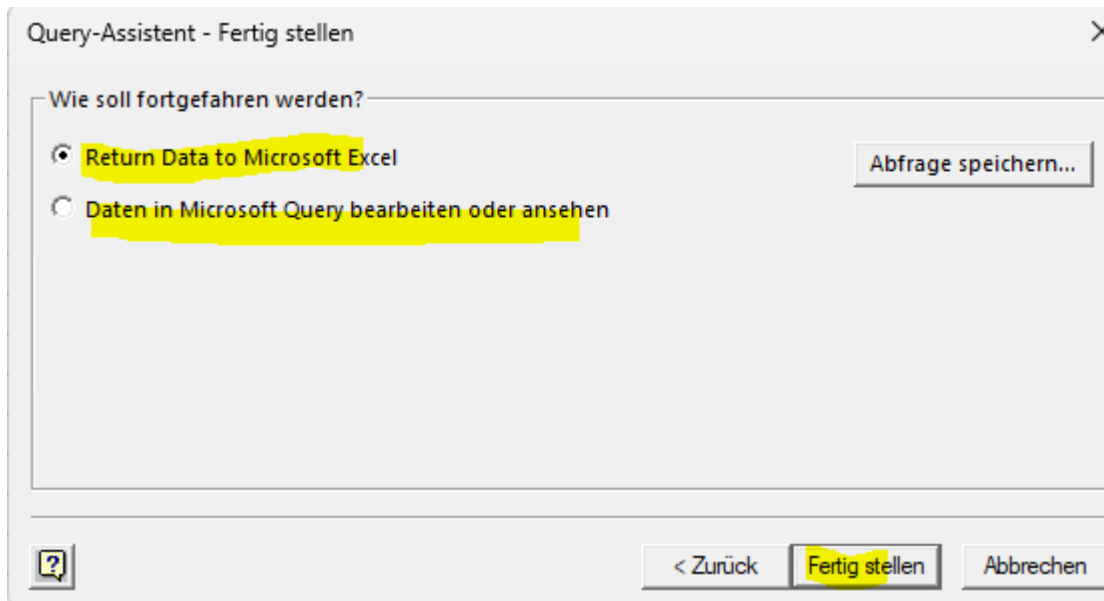 Query-Assistent - Fertig stellen
Wie soll fortgefahren werden?
Return Data to Microsoft Excel
Abfrage speichern...
Daten in Microsoft Query bearbeiten oder ansehen
?
< Zurück
Fertig stellen
Abbrechen